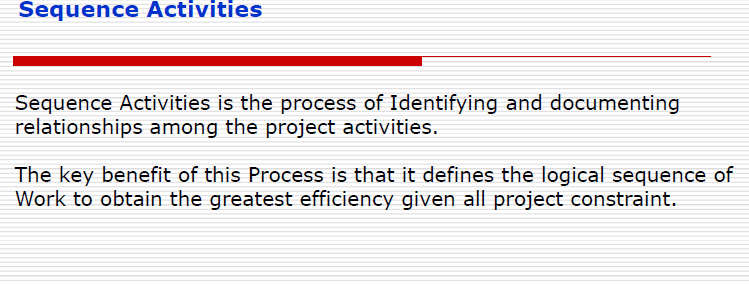 Sequence Activities
Sequence Activities is the process of Identifying and documenting
relationships among the project activities.
The key benefit of this Process is that it defines the logical sequence of
Work to obtain the greatest efficiency given all project constraint.